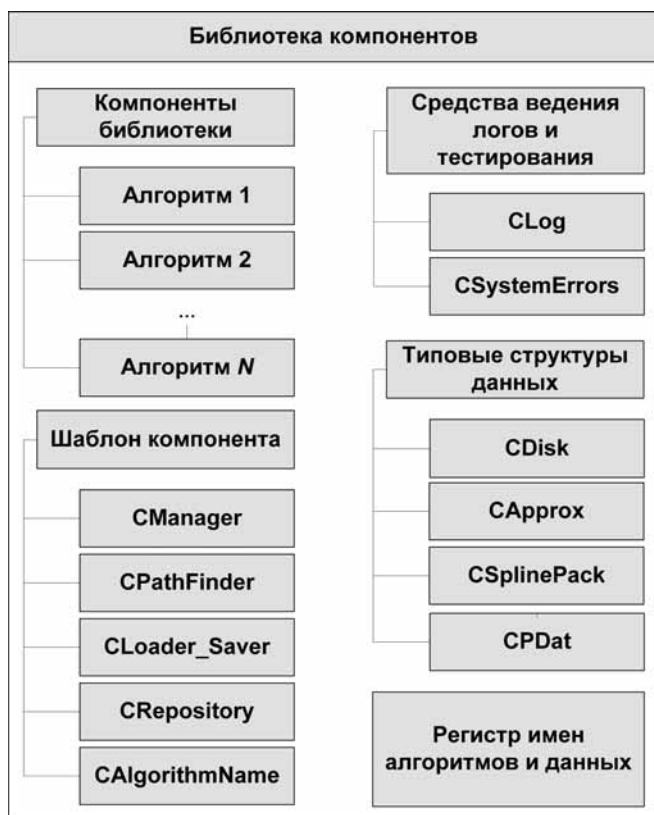 Библиотека компонентов
Компоненты
библиотеки
Алгоритм 1
Алгоритм 2
...
Алгоритм N
Шаблон компонента
CManager
CPathFinder
CLoader_Saver
CRepository
CAlgorithmName
Средства ведения
логов и
тестирования
CLog
CSystemErrors
Типовые структуры
данных
CDisk
CApprox
CSplinePack
CPDat
Регистр имен
алгоритмов и данных